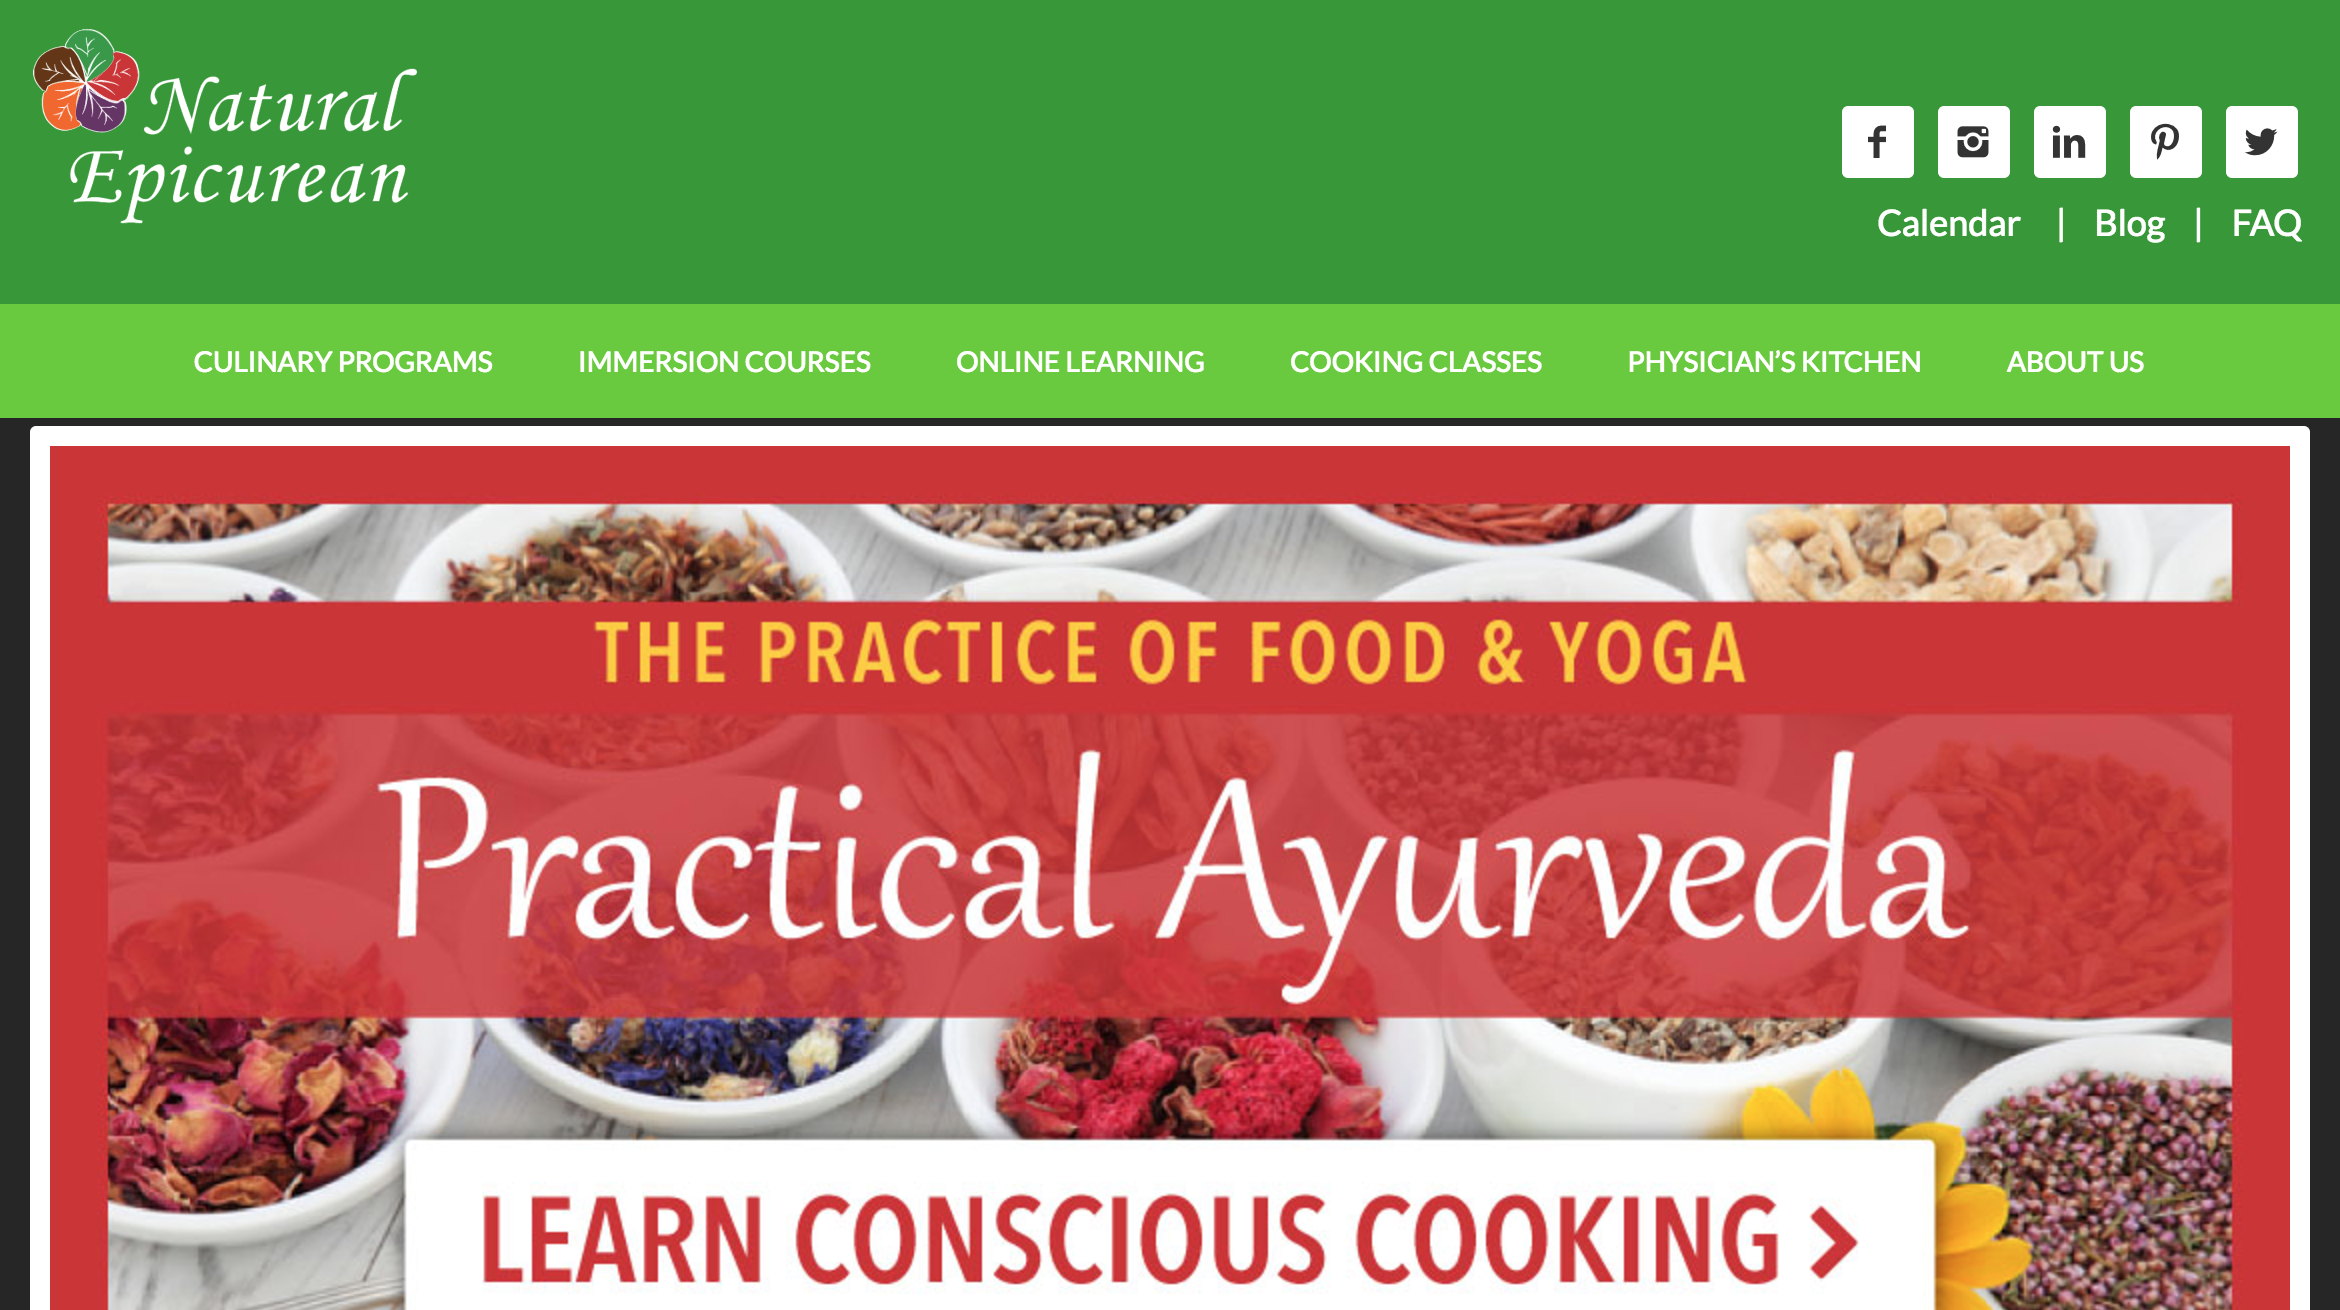 Natural
Epicurean
Calendar | Blog | FAQ
CULINARY PROGRAMS IMMERSION COURSES ONLINE LEARNING COOKING CLASSES PHYSICIAN’S KITCHEN ABOUT US
THE PRACTICE OF FOOD & YOGA
Practical Ayurveda
LEARN CONSCIOUS COOKING >